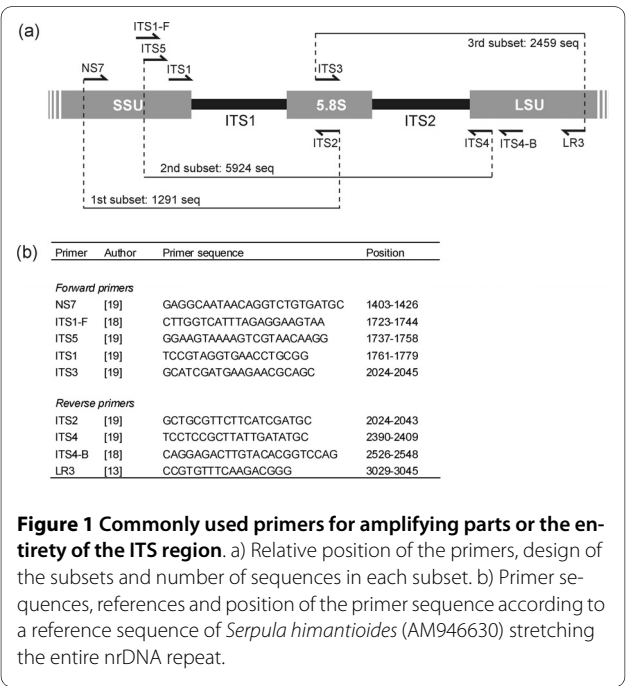 (a)
ITS1-F
ITS5
NS7
ITS1
ITS3
3rd subset: 2459 seq
SSU
5.8S
LSU
ITS1
ITS2
ITS2
ITS4
ITS4-B
LR3
2nd subset: 5924 seq
1st subset: 1291 seq
(b)
Primer Author Primer sequence Position
Forward primers
NS7 [19] GAGGCAATAACAGGTCTGTGATGC 1403-1426
ITS1-F [18] CTTGGTCATTTAGAGGAAGTAA 1723-1744
ITS5 [19] GGAAGTAAAAGTCGTAACAAGG 1737-1758
ITS1 [19] TCCGTAGGTGAACCTGCGG 1761-1779
ITS3 [19] GCATCGATGAAGAACGCAGC 2024-2045
Reverse primers
ITS2 [19] GCTGCGTTCTTCATCGATGC 2024-2043
ITS4 [19] TCCTCCGCTTATTGATATGC 2390-2409
ITS4-B [18] CAGGAGACTTGTACACGGTCCAG 2526-2548
LR3 [13] CCGTGTTTCAAGACGGG 3029-3045
Figure 1 Commonly used primers for amplifying parts or the en-
tirety of the ITS region. a) Relative position of the primers, design of
the subsets and number of sequences in each subset. b) Primer se-
quences, references and position of the primer sequence according to
a reference sequence of Serpula himantioides (AM946630) stretching
the entire nrDNA repeat.